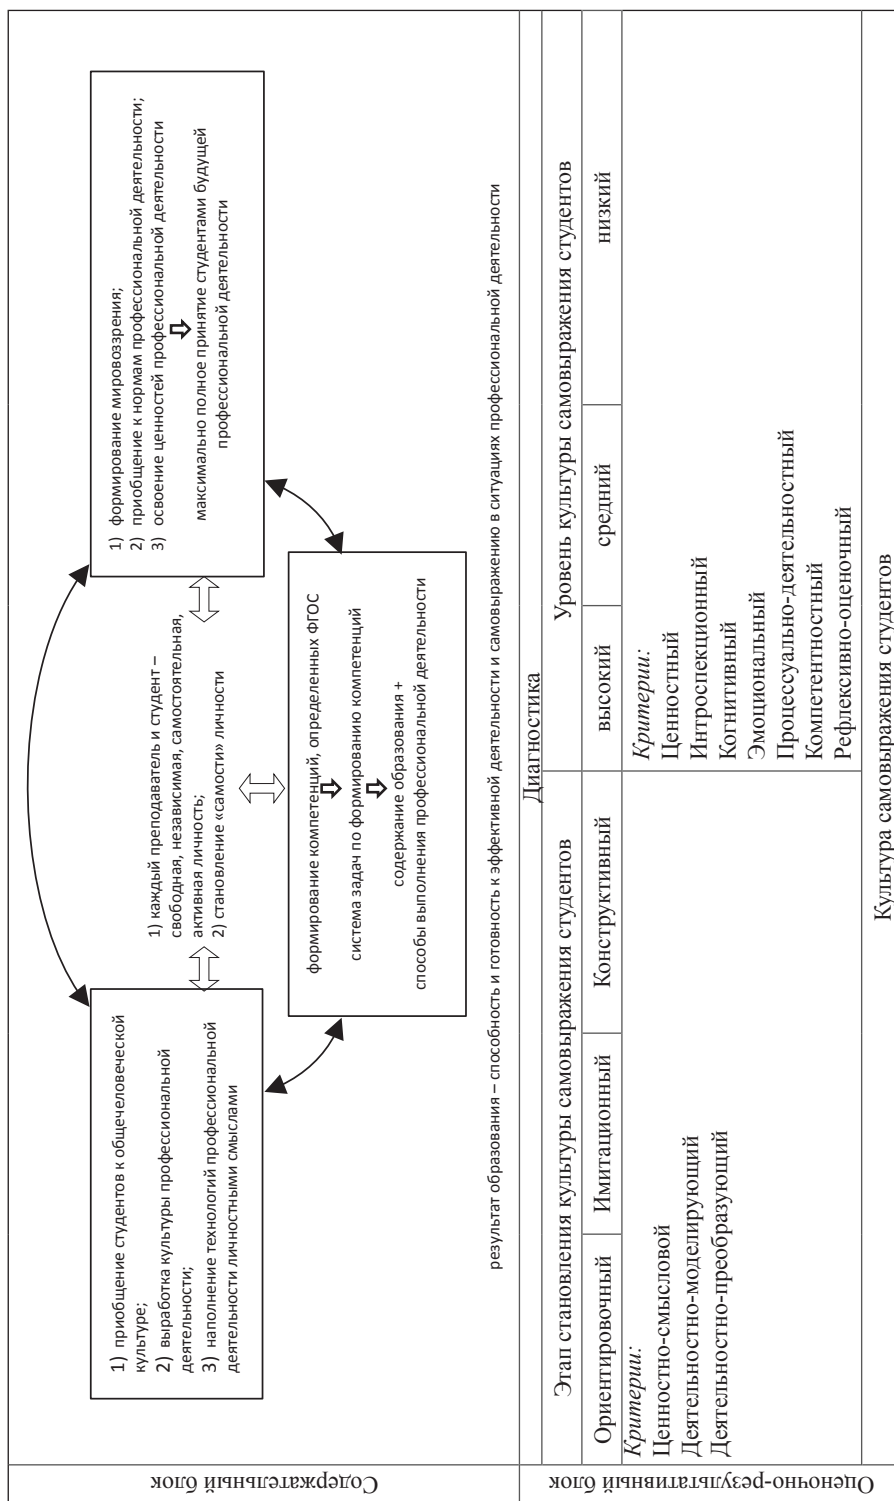 Содержательный блок
1) приобщение студентов к общечеловеческой
культуре;
2) выработка культуры профессиональной
деятельности;
3) наполнение технологий профессиональной
деятельности личностными смыслами
1) каждый преподаватель и студент –
свободная, независимая, самостоятельная,
активная личность;
2) становление «самости» личности
1) формирование мировоззрения;
2) приобщение к нормам профессиональной деятельности;
3) освоение ценностей профессиональной деятельности
максимально полное принятие студентами будущей
профессиональной деятельности
формирование компетенций, определенных ФГОС
система задач по формированию компетенций
содержание образования +
способы выполнения профессиональной деятельности
результат образования – способность и готовность к эффективной деятельности и самовыражению в ситуациях профессиональной деятельности
Оценочно-результативный блок
Диагностика
Этап становления культуры самовыражения студентов
Уровень культуры самовыражения студентов
Ориентировочный
Имитационный
Конструктивный
высокий
средний
низкий
Критерии:
Ценностно-смысловой
Деятельностно-моделирующий
Деятельностно-преобразующий
Критерии:
Ценностный
Интроспекционный
Когнитивный
Эмоциональный
Процессуально-деятельностный
Компетентностный
Рефлексивно-оценочный
Культура самовыражения студентов